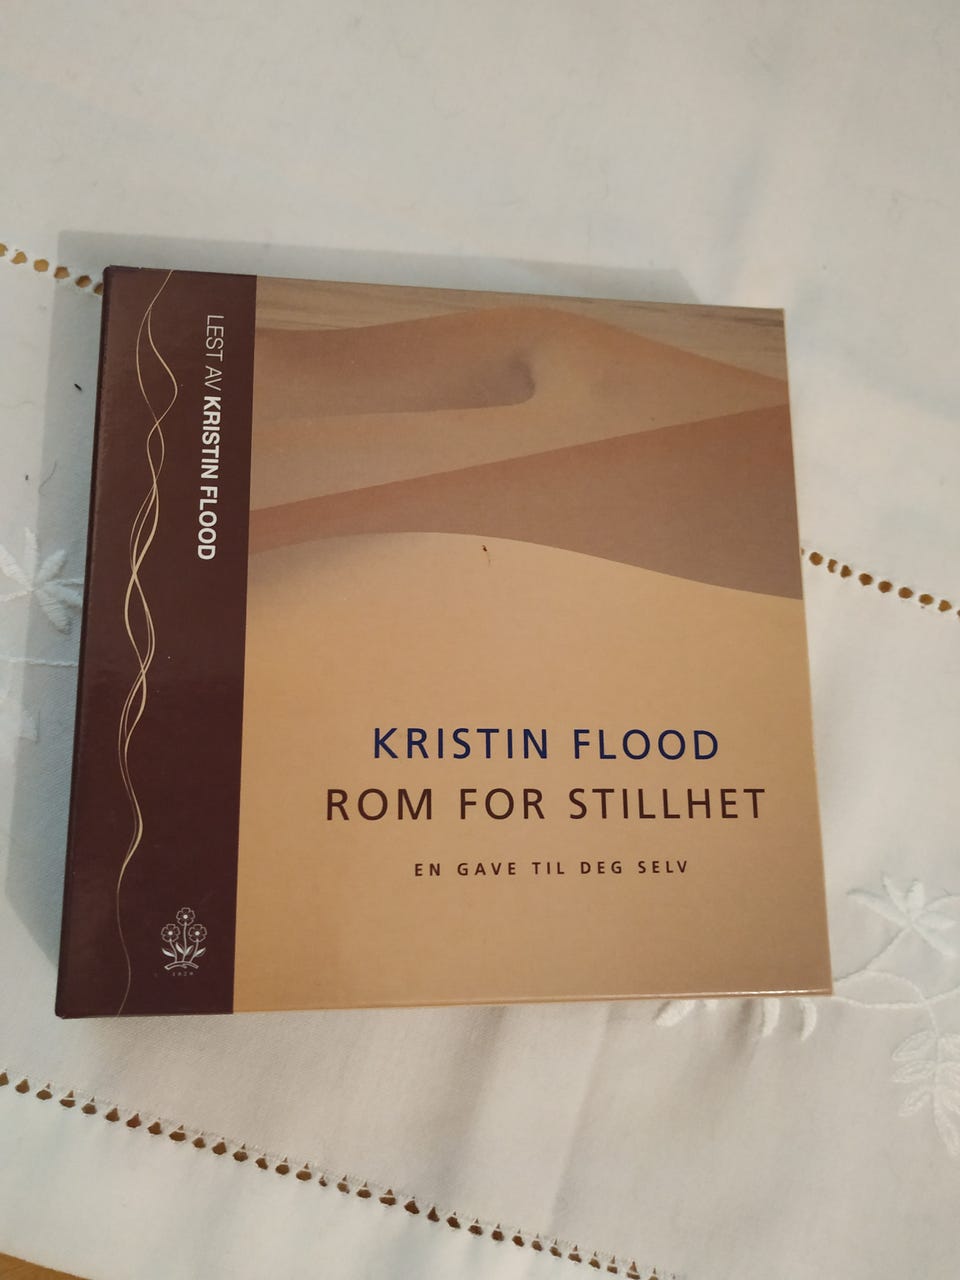 LEST AV KRISTIN FLOOD
KRISTIN FLOOD
ROM FOR STILLHET
EN GAVE TIL DEG SELV